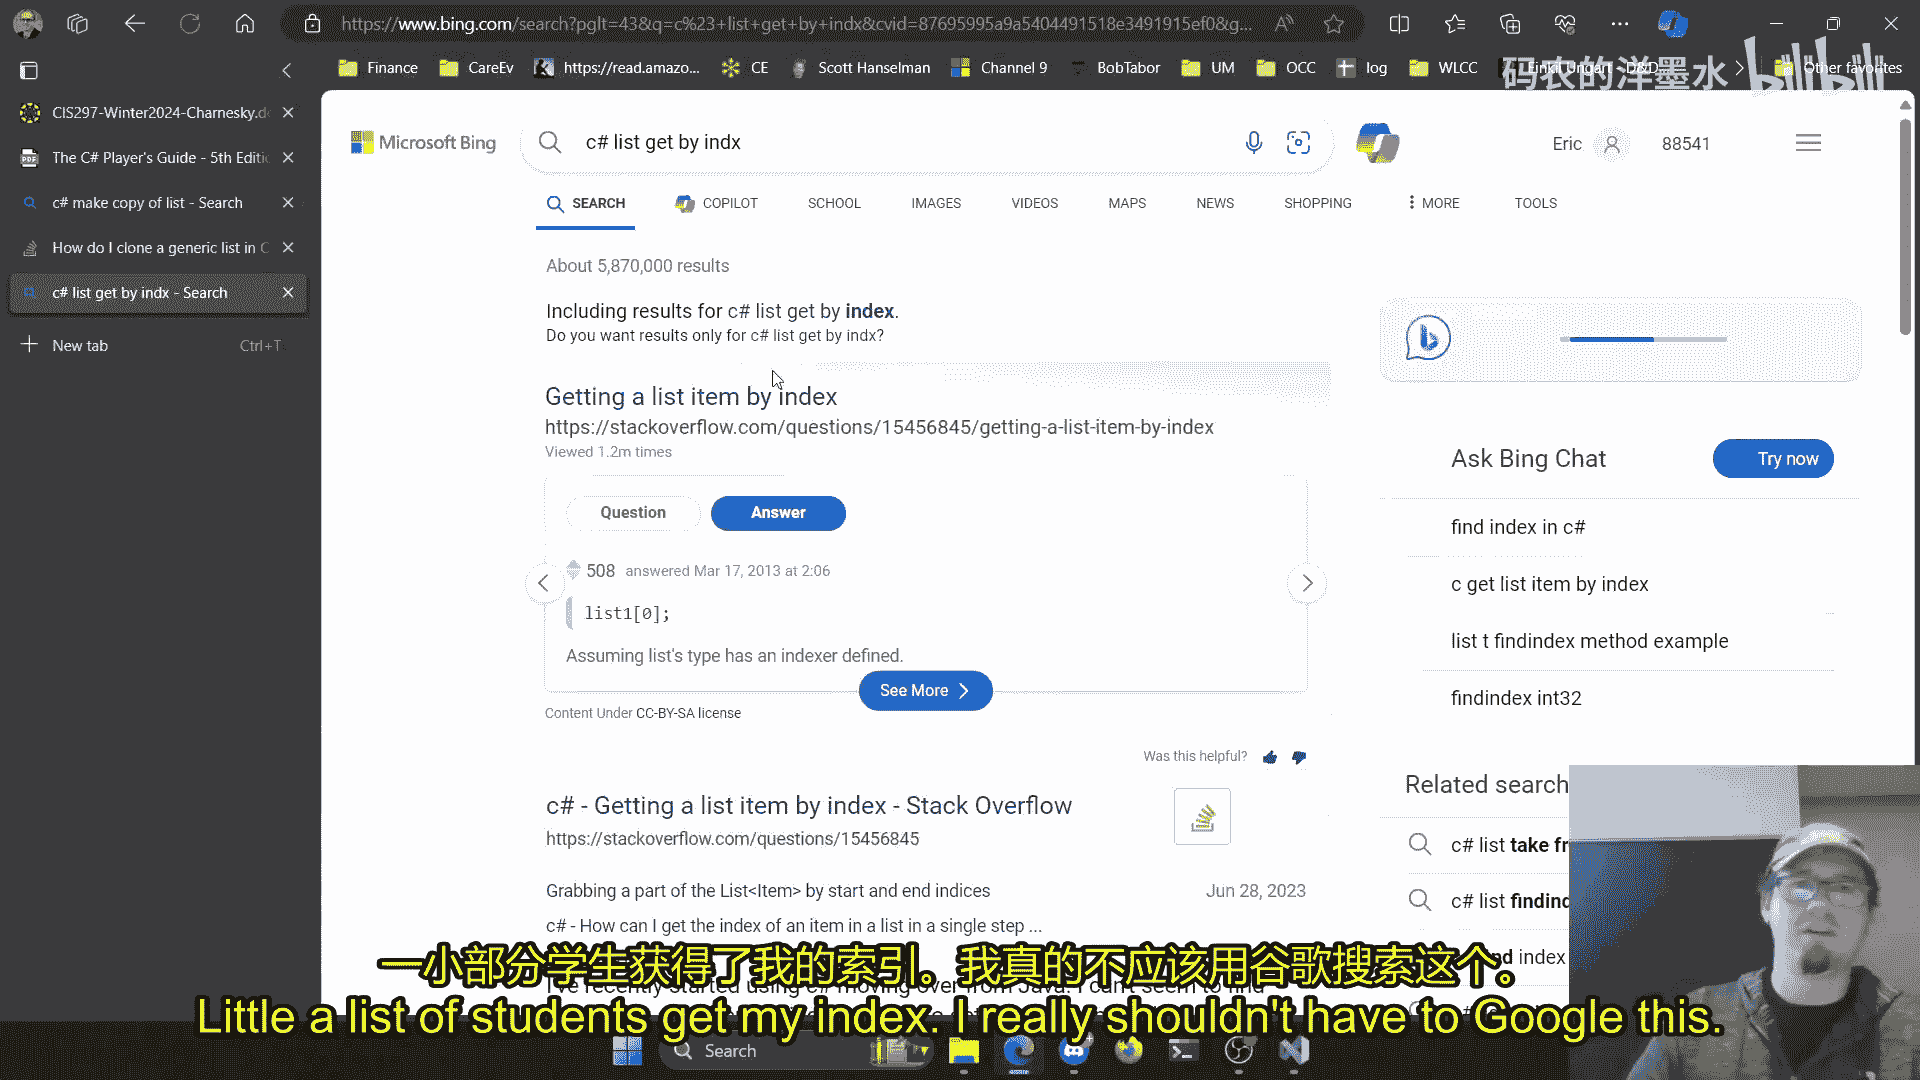 https://www.bing.com/search?pglt=43&q=c%23+list+get+by+indx&cvid=87695995a9a5404491518e3491915ef0&g...
Finance
CareEv
https://read.amazo...
CE
Scott Hanselman
Channel 9
BobTabor
UM
OCC
log
WLCC
Other favorites
码农的洋墨水
bilibili
CIS297-Winter2024-Charnesky.d
The C# Player's Guide - 5th Editi
c# make copy of list - Search
How do I clone a generic list in C
c# list get by indx - Search
New tab
Ctrl+T
Microsoft Bing
c# list get by indx
Eric
88541
SEARCH
COPILOT
SCHOOL
IMAGES
VIDEOS
MAPS
NEWS
SHOPPING
MORE
TOOLS
About 5,870,000 results
Including results for c# list get by index.
Do you want results only for c# list get by indx?
Getting a list item by index
https://stackoverflow.com/questions/15456845/getting-a-list-item-by-index
Viewed 1.2m times
Question
Answer
508 answered Mar 17, 2013 at 2:06
list1[0];
Assuming list's type has an indexer defined.
See More
Content Under CC-BY-SA license
Was this helpful?
c# - Getting a list item by index - Stack Overflow
https://stackoverflow.com/questions/15456845
Grabbing a part of the List<Item> by start and end indices
Jun 28, 2023
c# - How can I get the index of an item in a list in a single step ...
Ask Bing Chat
Try now
find index in c#
c get list item by index
list t findindex method example
findindex int32
Related search
c# list take fr
c# list findind
index
一小部分学生获得了我的索引。我真的不应该用谷歌搜索这个。
Little a list of students get my index. I really shouldn't have to Google this.
Search